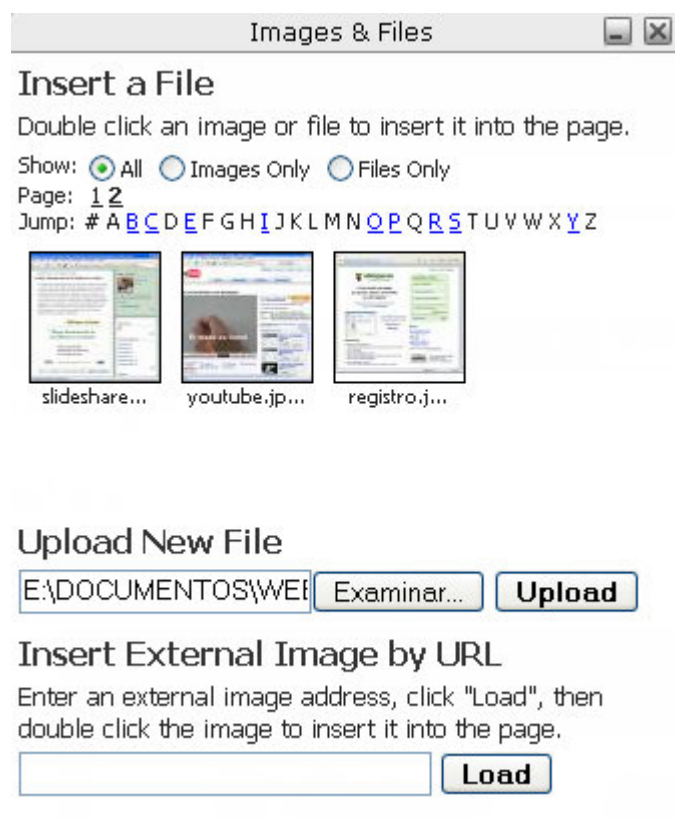 Images & Files
Insert a File
Double click an image or file to insert it into the page.
Show: All Images Only Files Only
Page: 1 2
Jump: # A B C D E F G H I J K L M N O P Q R S T U V W X Y Z
slideshare... youtube.jp... registro.j...
Upload New File
E:\DOCUMENTOS\WEB Examinar... Upload
Insert External Image by URL
Enter an external image address, click "Load", then
double click the image to insert it into the page.
Load